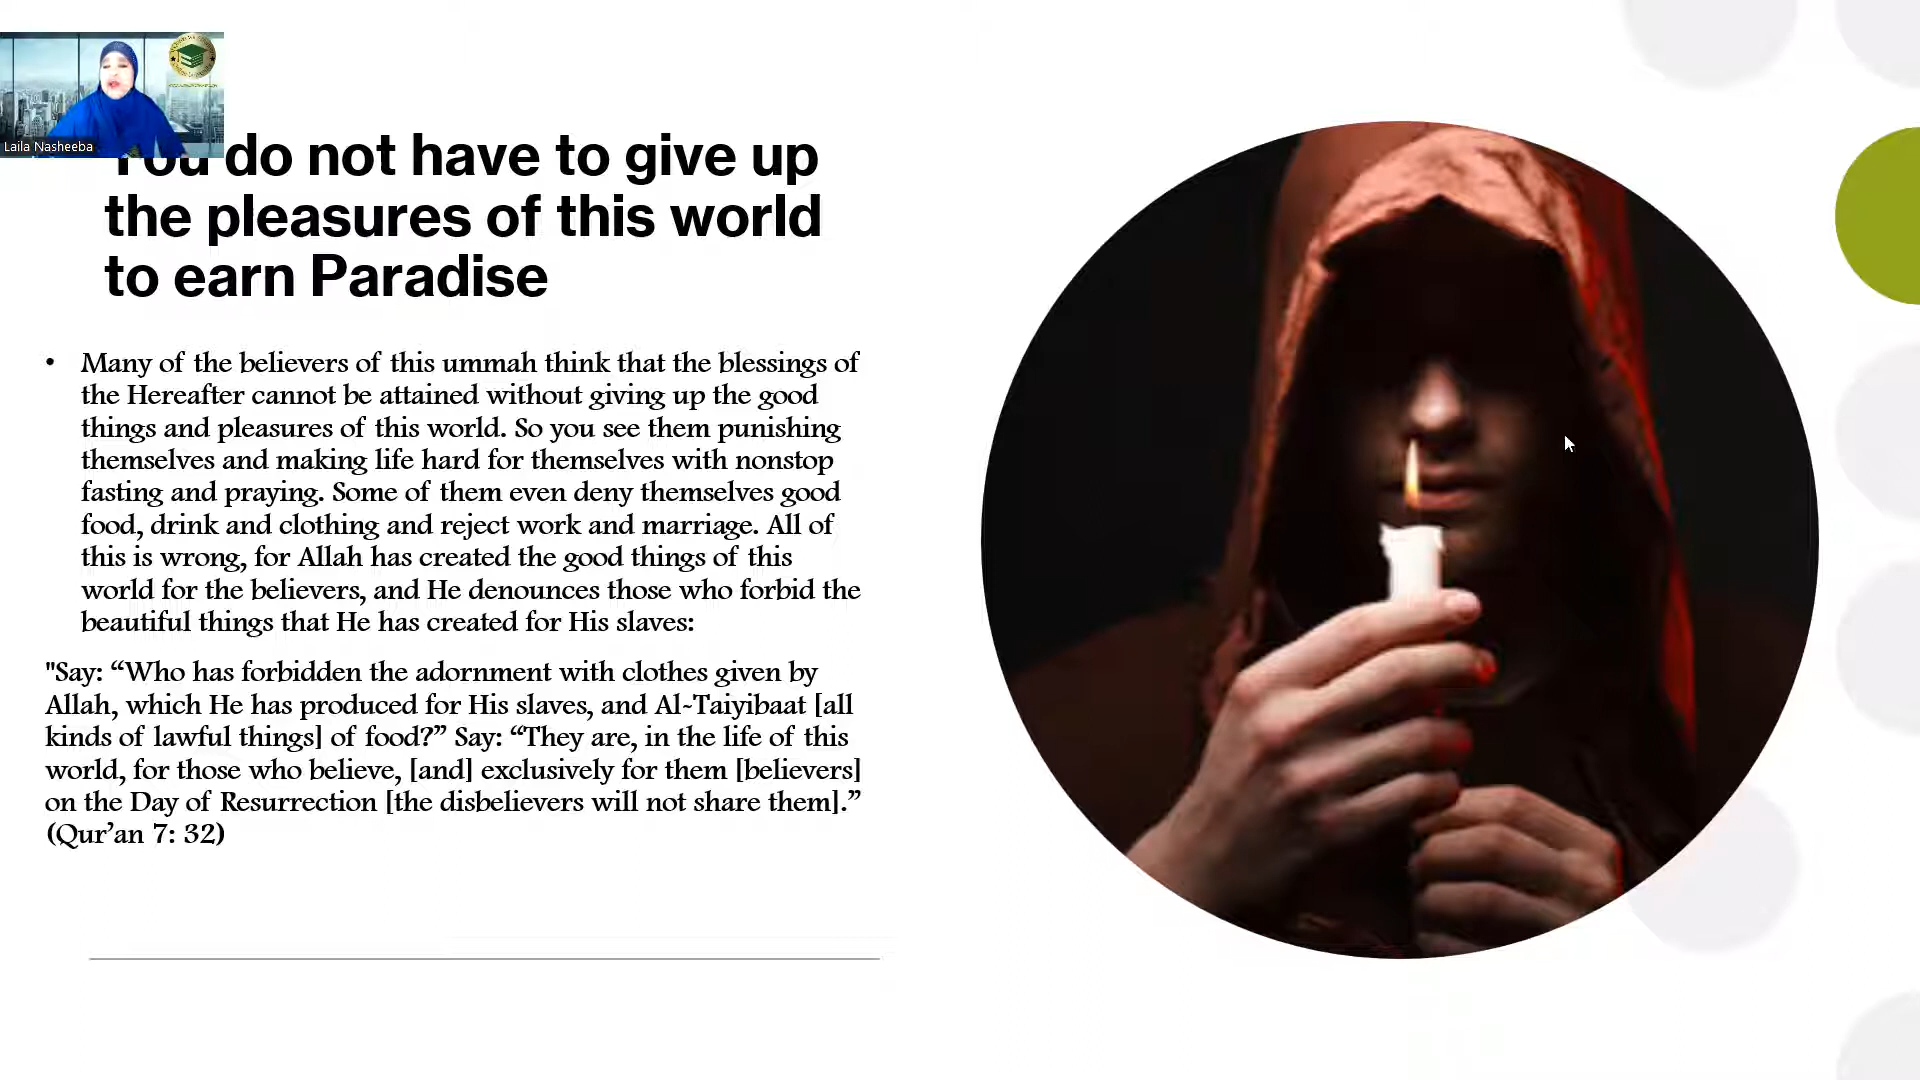 Laila Nasheeba
You do not have to give up
the pleasures of this world
to earn Paradise
• Many of the believers of this ummah think that the blessings of
the Hereafter cannot be attained without giving up the good
things and pleasures of this world. So you see them punishing
themselves and making life hard for themselves with nonstop
fasting and praying. Some of them even deny themselves good
food, drink and clothing and reject work and marriage. All of
this is wrong, for Allah has created the good things of this
world for the believers, and He denounces those who forbid the
beautiful things that He has created for His slaves:
"Say: “Who has forbidden the adornment with clothes given by
Allah, which He has produced for His slaves, and Al-Taiyibaat [all
kinds of lawful things] of food?” Say: “They are, in the life of this
world, for those who believe, [and] exclusively for them [believers]
on the Day of Resurrection [the disbelievers will not share them].”
(Qur’an 7: 32)